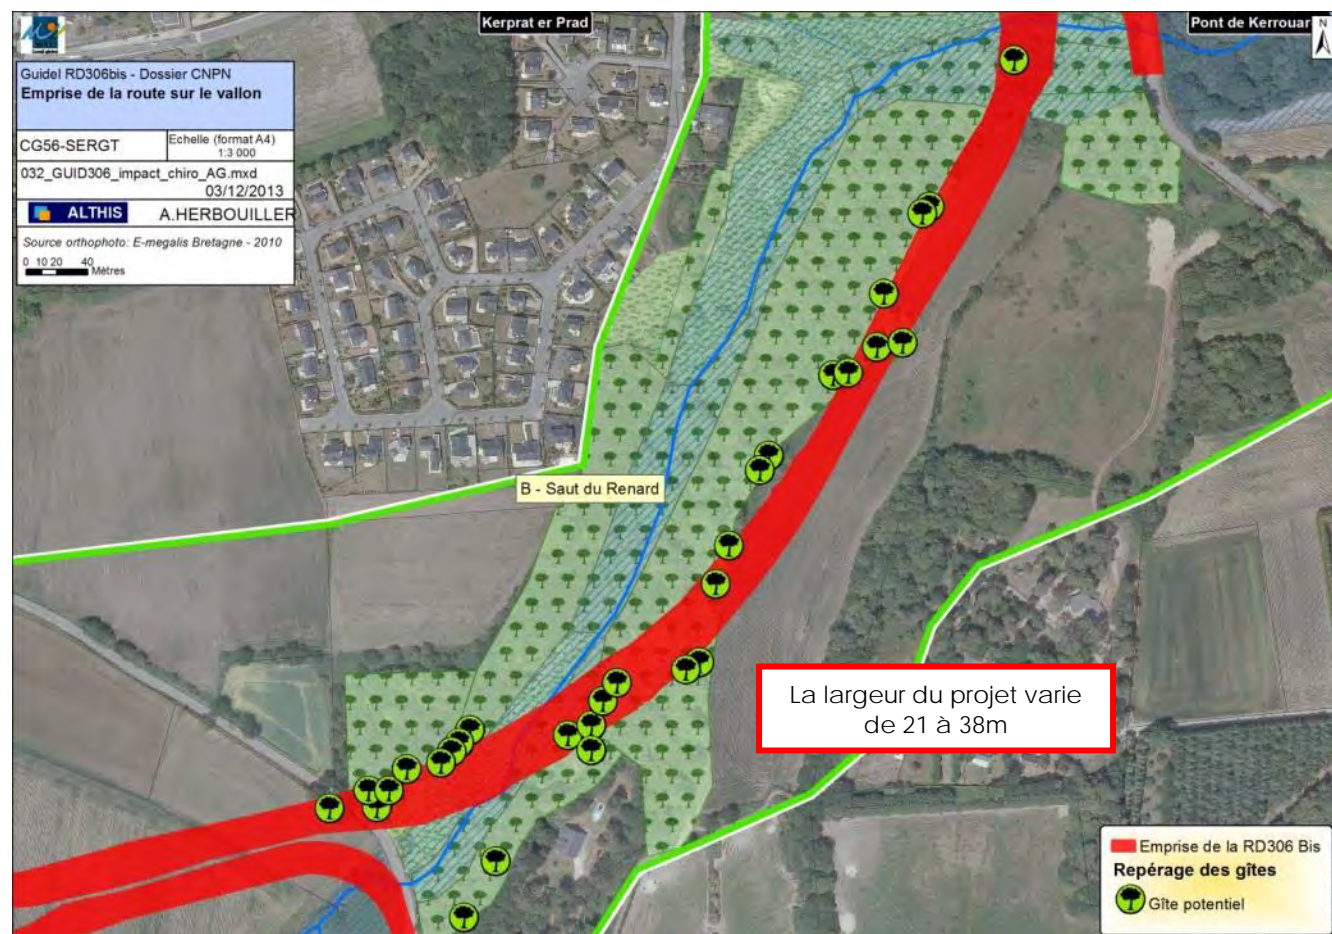 Kerprat er Prad
Pont de Kerrouar
N
Guidel RD306bis - Dossier CNPN
Emprise de la route sur le vallon
CG56-SERGT
Echelle (format A4)
1:3 000
032_GUID306_impact_chiro_AG.mxd
03/12/2013
ALTHIS A.HERBOUILLER
Source orthophoto: E-megalis Bretagne - 2010
0 10 20 40
Mètres
B - Saut du Renard
La largeur du projet varie
de 21 à 38m
Emprise de la RD306 Bis
Repérage des gîtes
Gîte potentiel